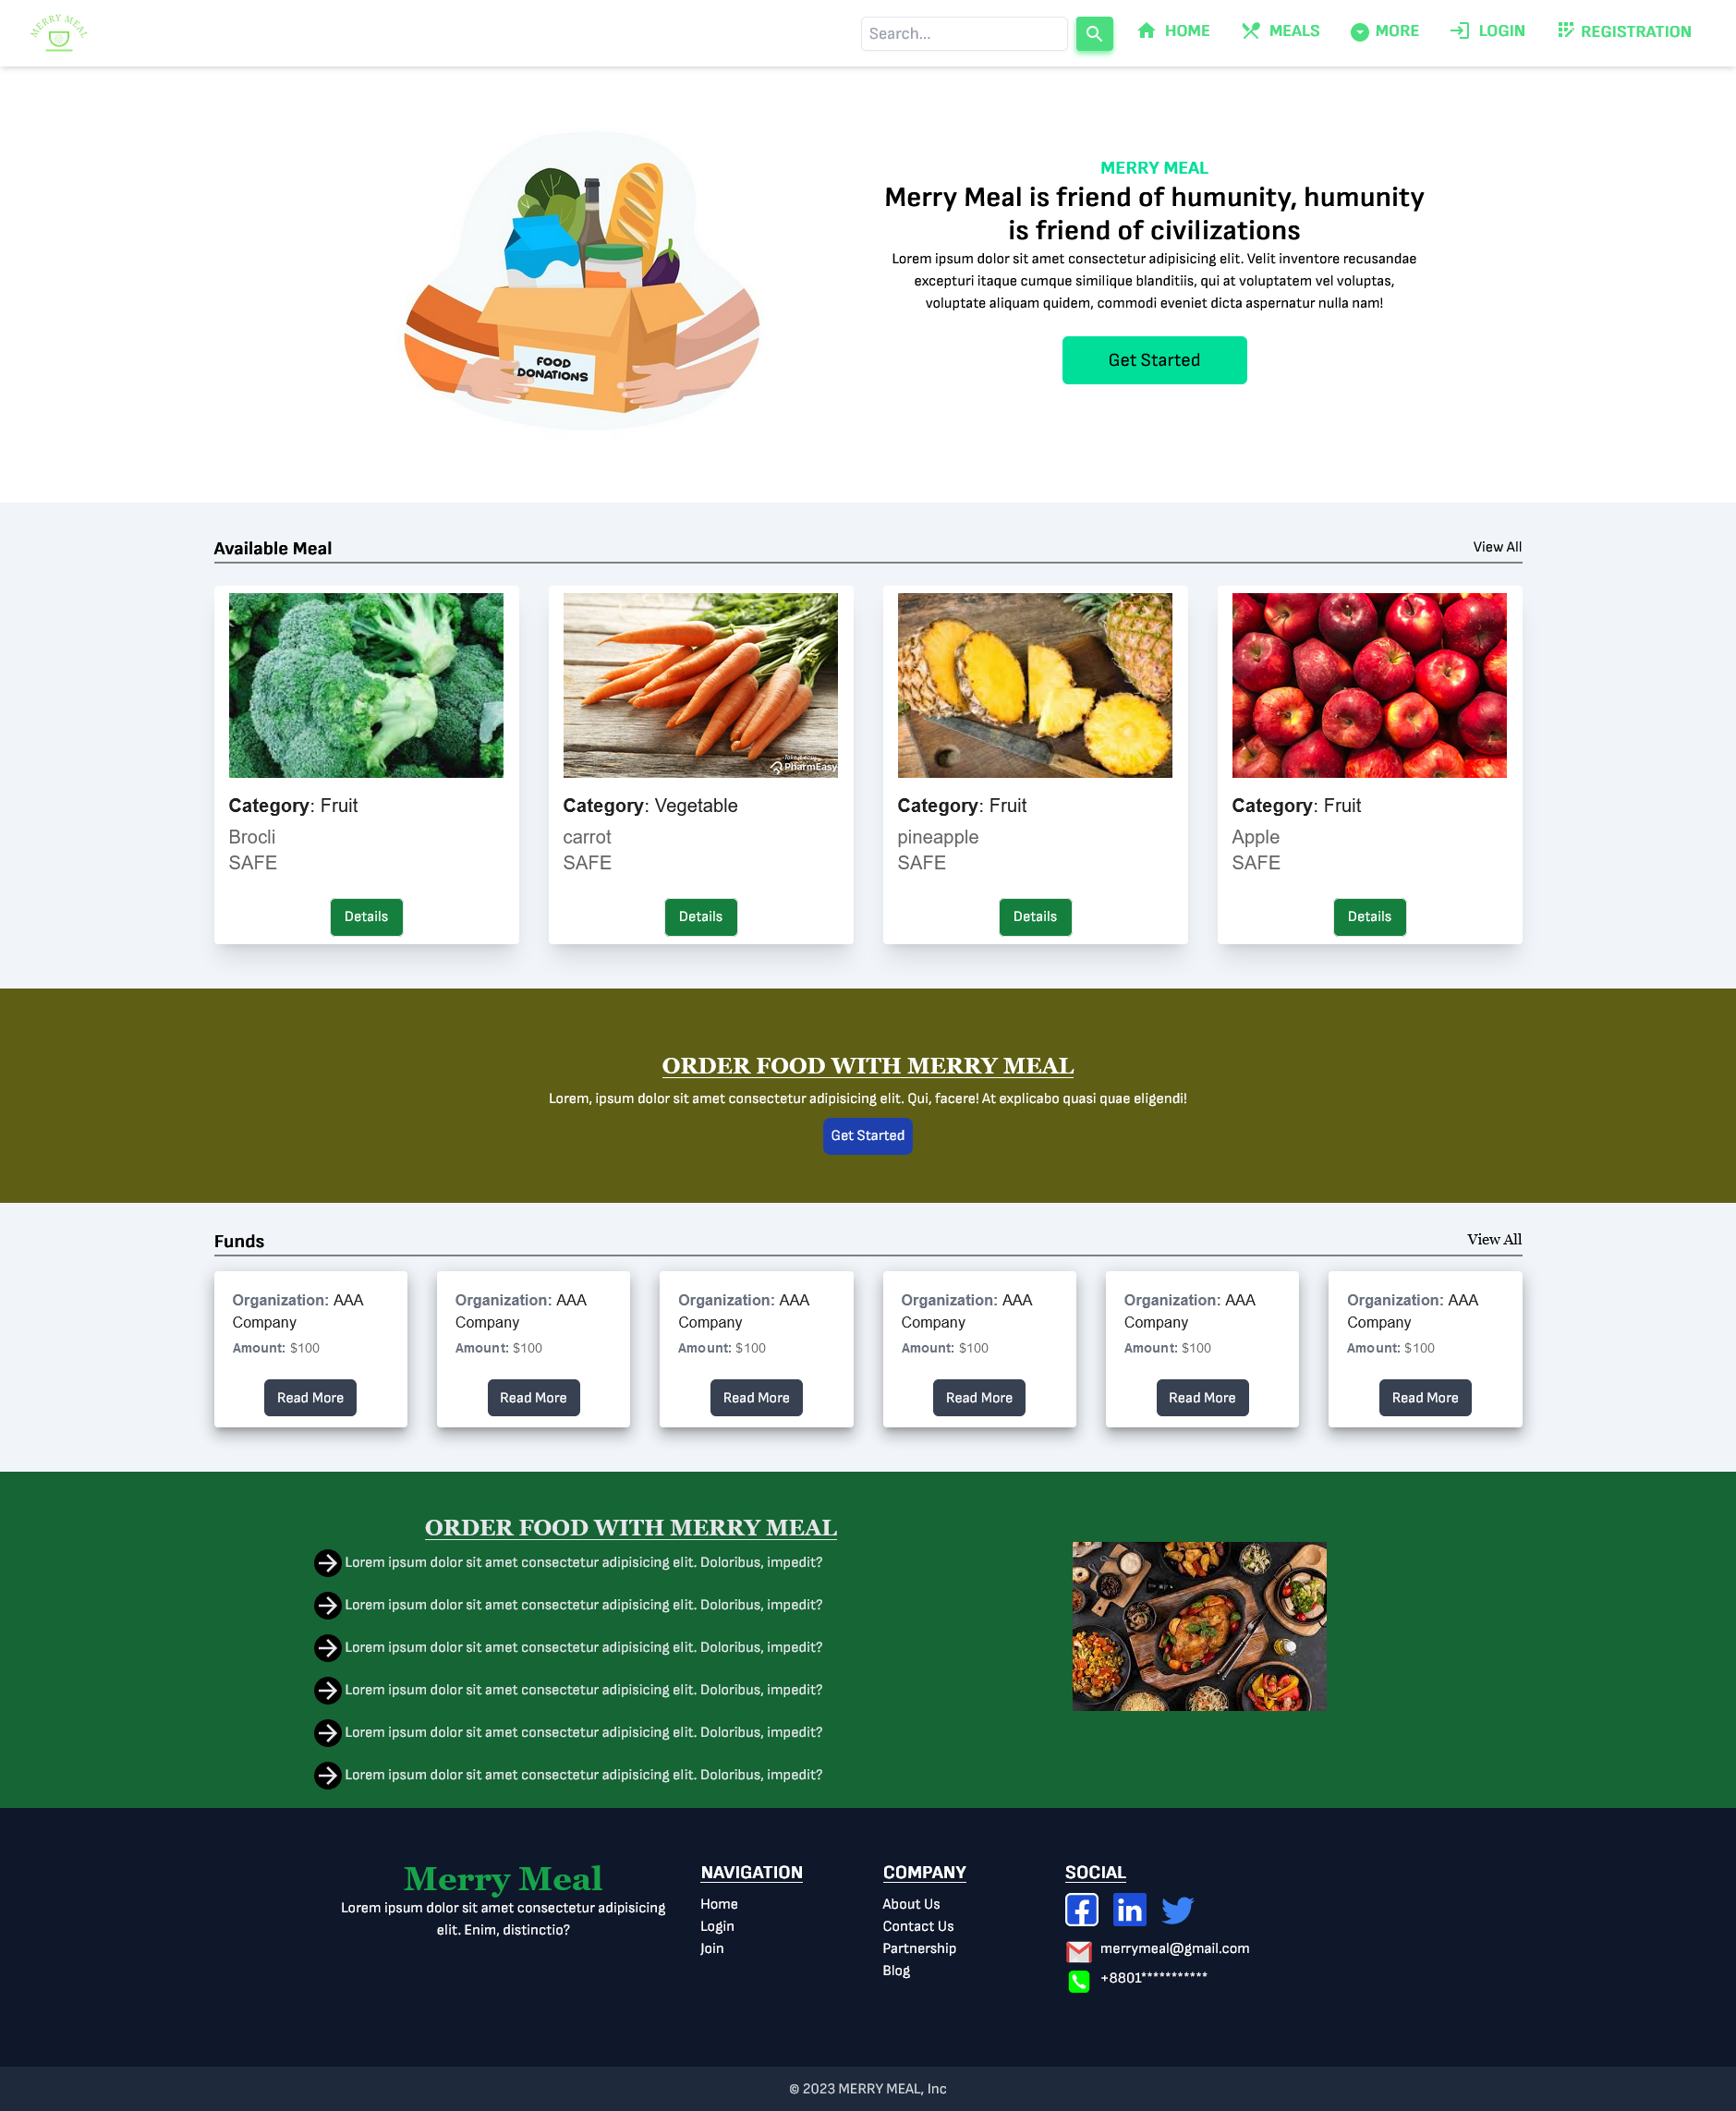 MERRY MEAL
Search...
HOME
MEALS
MORE
LOGIN
REGISTRATION
FOOD
DONATIONS
MERRY MEAL
Merry Meal is friend of humunity, humunity
is friend of civilizations
Lorem ipsum dolor sit amet consectetur adipisicing elit. Velit inventore recusandae
excepturi itaque cumque similique blanditiis, qui at voluptatem vel voluptas,
voluptate aliquam quidem, commodi eveniet dicta aspernatur nulla nam!
Get Started
Available Meal
View All
PharmEasy
Category: Fruit
Brocli
SAFE
Details
Category: Vegetable
carrot
SAFE
Details
Category: Fruit
pineapple
SAFE
Details
Category: Fruit
Apple
SAFE
Details
ORDER FOOD WITH MERRY MEAL
Lorem, ipsum dolor sit amet consectetur adipisicing elit. Qui, facere! At explicabo quasi quae eligendi!
Get Started
Funds
View All
Organization: AAA
Company
Amount: $100
Read More
Organization: AAA
Company
Amount: $100
Read More
Organization: AAA
Company
Amount: $100
Read More
Organization: AAA
Company
Amount: $100
Read More
Organization: AAA
Company
Amount: $100
Read More
Organization: AAA
Company
Amount: $100
Read More
ORDER FOOD WITH MERRY MEAL
Lorem ipsum dolor sit amet consectetur adipisicing elit. Doloribus, impedit?
Lorem ipsum dolor sit amet consectetur adipisicing elit. Doloribus, impedit?
Lorem ipsum dolor sit amet consectetur adipisicing elit. Doloribus, impedit?
Lorem ipsum dolor sit amet consectetur adipisicing elit. Doloribus, impedit?
Lorem ipsum dolor sit amet consectetur adipisicing elit. Doloribus, impedit?
Lorem ipsum dolor sit amet consectetur adipisicing elit. Doloribus, impedit?
Merry Meal
Lorem ipsum dolor sit amet consectetur adipisicing
elit. Enim, distinctio?
NAVIGATION
Home
Login
Join
COMPANY
About Us
Contact Us
Partnership
Blog
SOCIAL
merrymeal@gmail.com
+8801***********
© 2023 MERRY MEAL, Inc